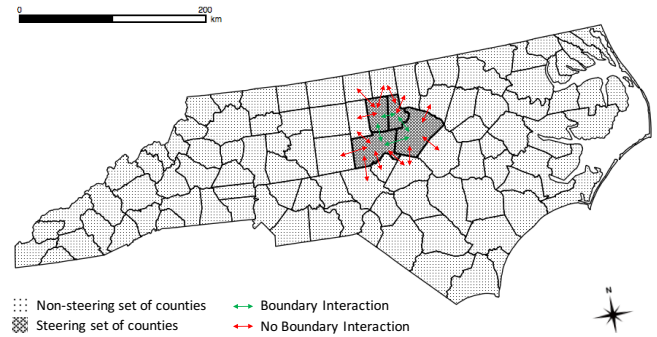 0 200
km
Non-steering set of counties
Boundary Interaction
Steering set of counties
No Boundary Interaction
N